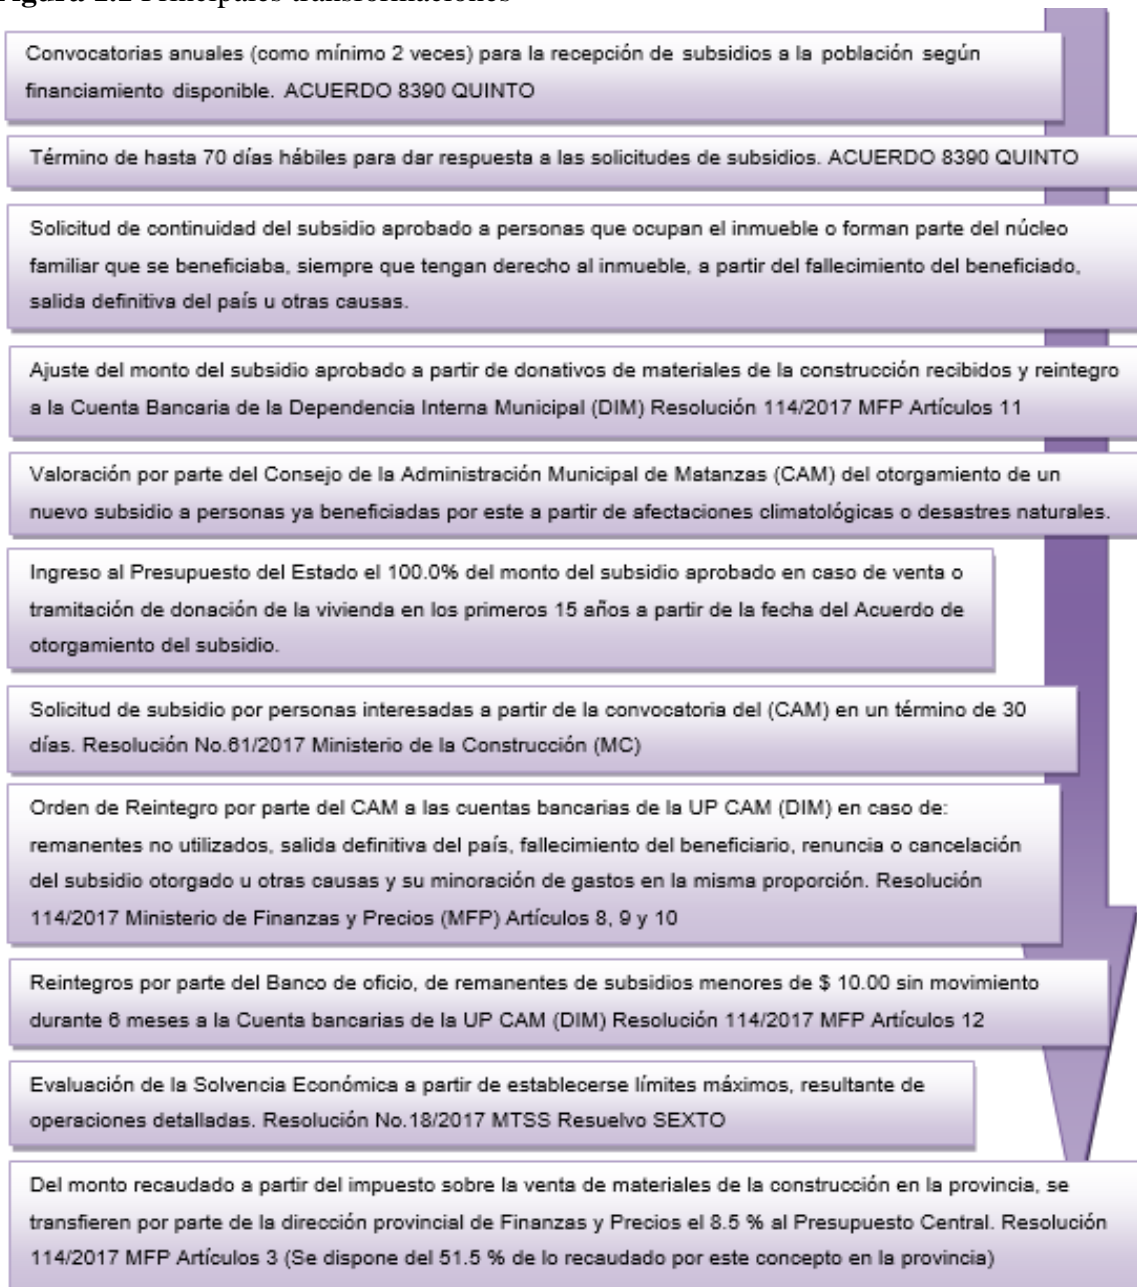 Convocatorias anuales (como mínimo 2 veces) para la recepción de subsidios a la población según
financiamiento disponible. ACUERDO 8390 QUINTO
Término de hasta 70 días hábiles para dar respuesta a las solicitudes de subsidios. ACUERDO 8390 QUINTO
Solicitud de continuidad del subsidio aprobado a personas que ocupan el inmueble o forman parte del núcleo
familiar que se beneficiaba, siempre que tengan derecho al inmueble, a partir del fallecimiento del beneficiado,
salida definitiva del país u otras causas.
Ajuste del monto del subsidio aprobado a partir de donativos de materiales de la construcción recibidos y reintegro
a la Cuenta Bancaria de la Dependencia Interna Municipal (DIM) Resolución 114/2017 MFP Artículos 11
Valoración por parte del Consejo de la Administración Municipal de Matanzas (CAM) del otorgamiento de un
nuevo subsidio a personas ya beneficiadas por este a partir de afectaciones climatológicas o desastres naturales.
Ingreso al Presupuesto del Estado el 100.0% del monto del subsidio aprobado en caso de venta o
tramitación de donación de la vivienda en los primeros 15 años a partir de la fecha del Acuerdo de
otorgamiento del subsidio.
Solicitud de subsidio por personas interesadas a partir de la convocatoria del (CAM) en un término de 30
días. Resolución No.61/2017 Ministerio de la Construcción (MC)
Orden de Reintegro por parte del CAM a las cuentas bancarias de la UP CAM (DIM) en caso de:
remanentes no utilizados, salida definitiva del país, fallecimiento del beneficiario, renuncia o cancelación
del subsidio otorgado u otras causas y su minoración de gastos en la misma proporción. Resolución
114/2017 Ministerio de Finanzas y Precios (MFP) Artículos 8, 9 y 10
Reintegros por parte del Banco de oficio, de remanentes de subsidios menores de $ 10.00 sin movimiento
durante 6 meses a la Cuenta bancarias de la UP CAM (DIM) Resolución 114/2017 MFP Artículos 12
Evaluación de la Solvencia Económica a partir de establecerse límites máximos, resultante de
operaciones detalladas. Resolución No.18/2017 MTSS Resuelvo SEXTO
Del monto recaudado a partir del impuesto sobre la venta de materiales de la construcción en la provincia, se
transfieren por parte de la dirección provincial de Finanzas y Precios el 8.5 % al Presupuesto Central. Resolución
114/2017 MFP Artículos 3 (Se dispone del 51.5 % de lo recaudado por este concepto en la provincia)